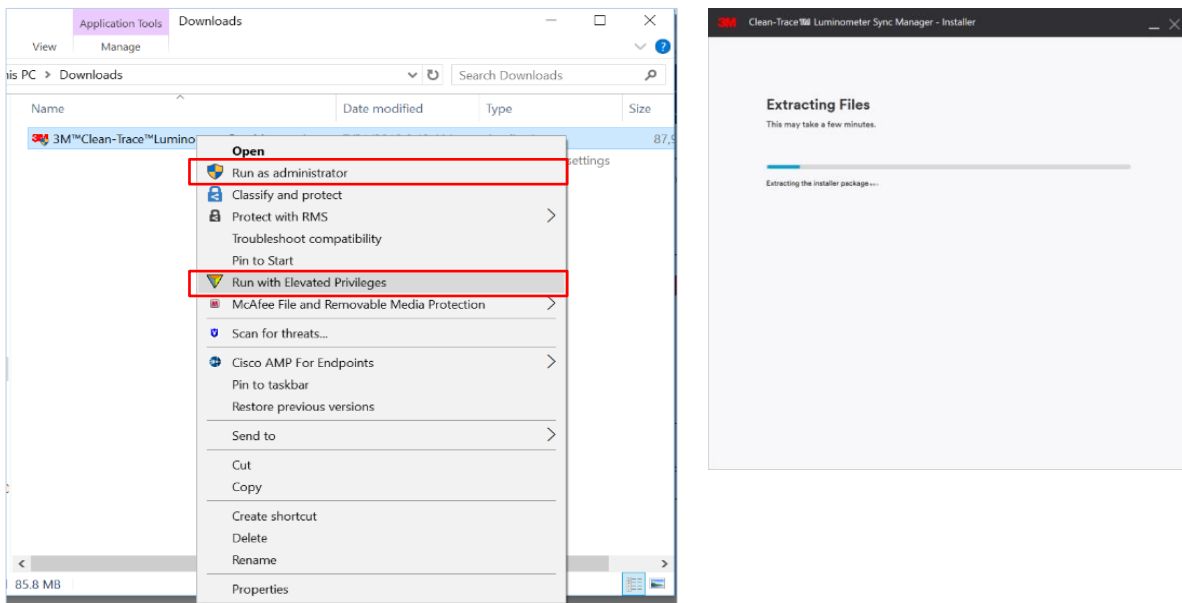 Application Tools Downloads
View Manage
his PC > Downloads
Search Downloads
Name Date modified Type Size
3M™Clean-Trace™Lumino
87,9
settings
Open
Run as administrator
Classify and protect
Protect with RMS
Troubleshoot compatibility
Pin to Start
Run with Elevated Privileges
McAfee File and Removable Media Protection
Scan for threats...
Cisco AMP For Endpoints
Pin to taskbar
Restore previous versions
Send to
Cut
Copy
Create shortcut
Delete
Rename
Properties
85.8 MB
3M Clean-Trace™ Luminometer Sync Manager - Installer
Extracting Files
This may take a few minutes.
Extracting the installer package...